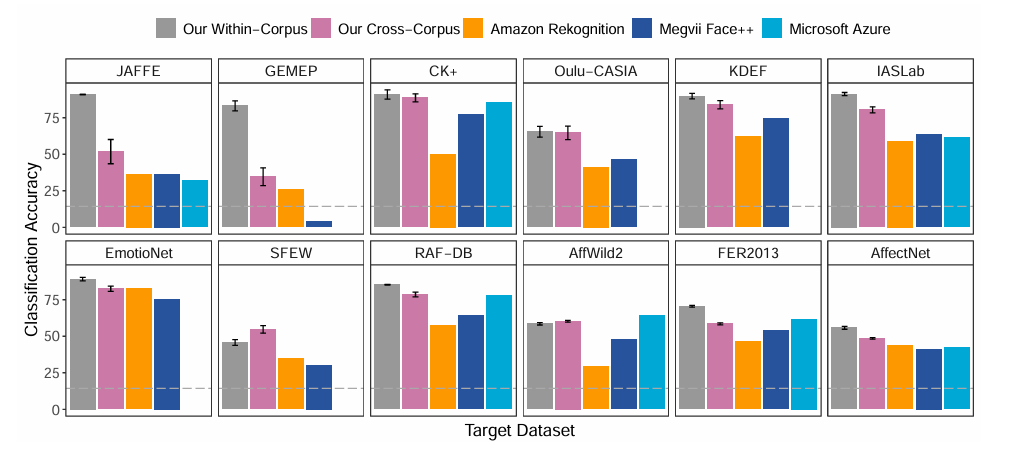 Our Within-Corpus Our Cross-Corpus Amazon Rekognition Megvii Face++ Microsoft Azure
JAFFE GEMEP CK+ Oulu-CASIA KDEF IASLab
75
50
25
0
EmotioNet SFEW RAF-DB AffWild2 FER2013 AffectNet
75
50
25
0
Classification Accuracy
Target Dataset